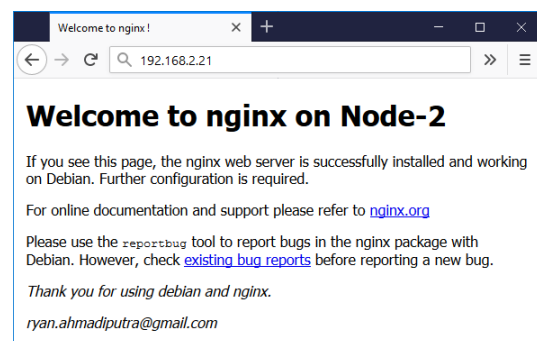 Welcome to nginx !
192.168.2.21
Welcome to nginx on Node-2
If you see this page, the nginx web server is successfully installed and working
on Debian. Further configuration is required.
For online documentation and support please refer to nginx.org
Please use the reportbug tool to report bugs in the nginx package with
Debian. However, check existing bug reports before reporting a new bug.
Thank you for using debian and nginx.
ryan.ahmadiputra@gmail.com